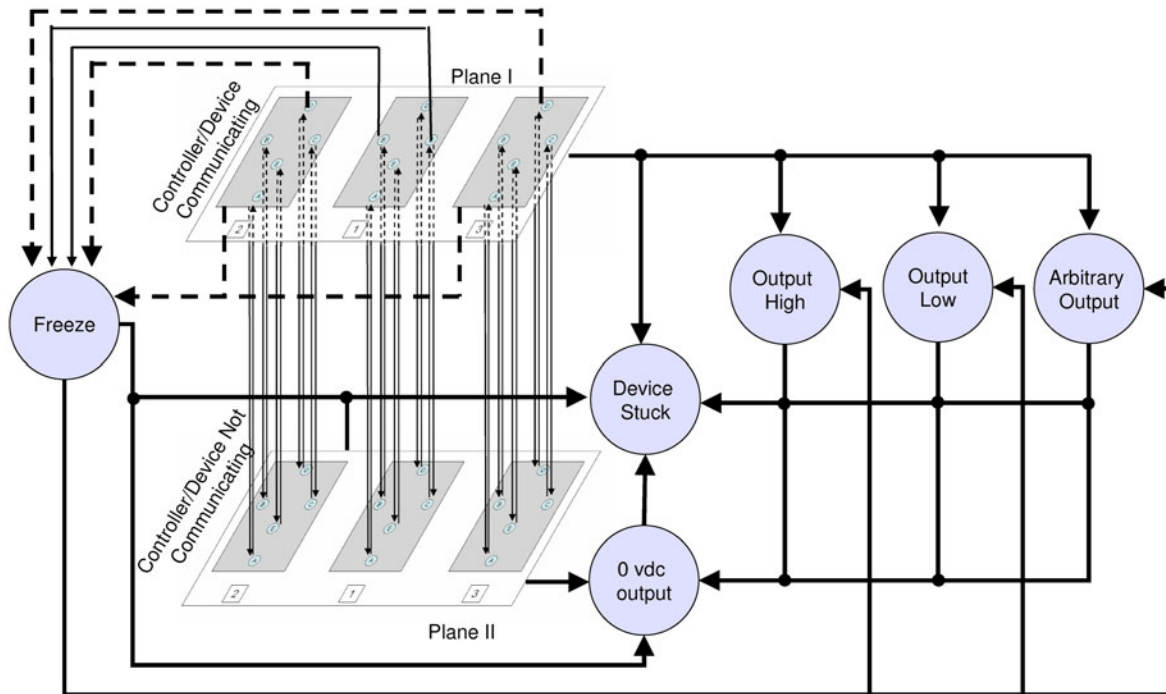 Plane I
Controller/Device
Communicating
2
1
3
Freeze
Output
High
Output
Low
Arbitrary
Output
Device
Stuck
Controller/Device Not
Communicating
A
A
A
0 vdc
output
2
1
3
Plane II